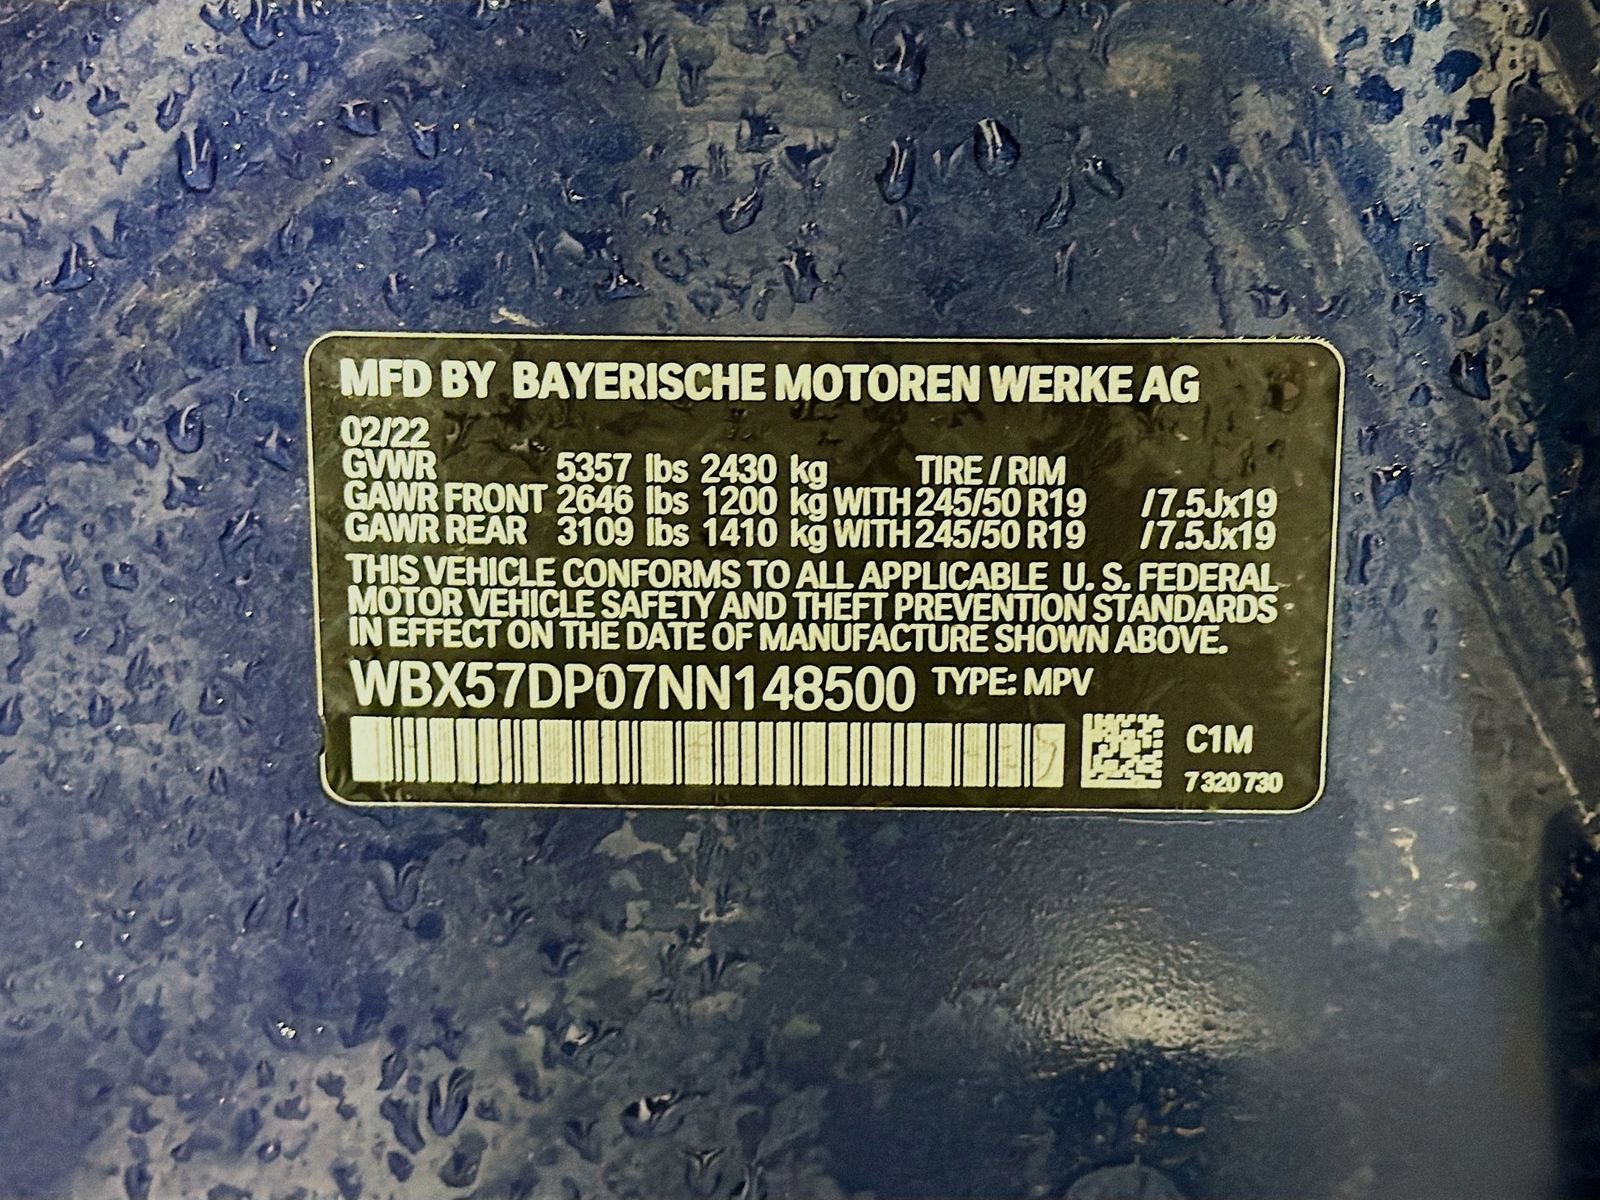 MFD BY BAYERISCHE MOTOREN WERKE AG
02/22
GVWR 5357 lbs 2430 kg TIRE / RIM
GAWR FRONT 2646 lbs 1200 kg WITH 245/50 R19 / 7.5Jx19
GAWR REAR 3109 lbs 1410 kg WITH 245/50 R19 / 7.5Jx19
THIS VEHICLE CONFORMS TO ALL APPLICABLE U. S. FEDERAL
MOTOR VEHICLE SAFETY AND THEFT PREVENTION STANDARDS
IN EFFECT ON THE DATE OF MANUFACTURE SHOWN ABOVE.
WBX57DP07NN148500 TYPE: MPV
C1M
7 320 730